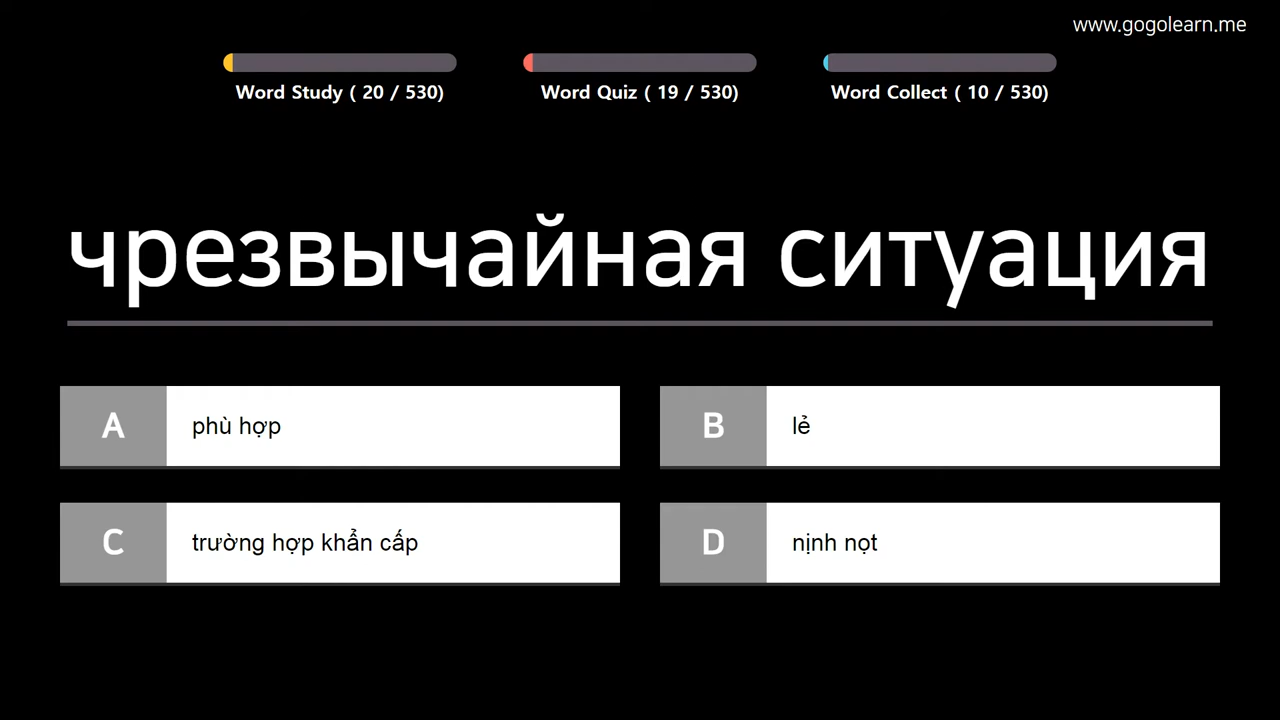 www.gogolearn.me
Word Study ( 20 / 530)
Word Quiz ( 19 / 530)
Word Collect ( 10 / 530)
чрезвычайная ситуация
A phù hợp
B lẻ
C trường hợp khẩn cấp
D nịnh nọt